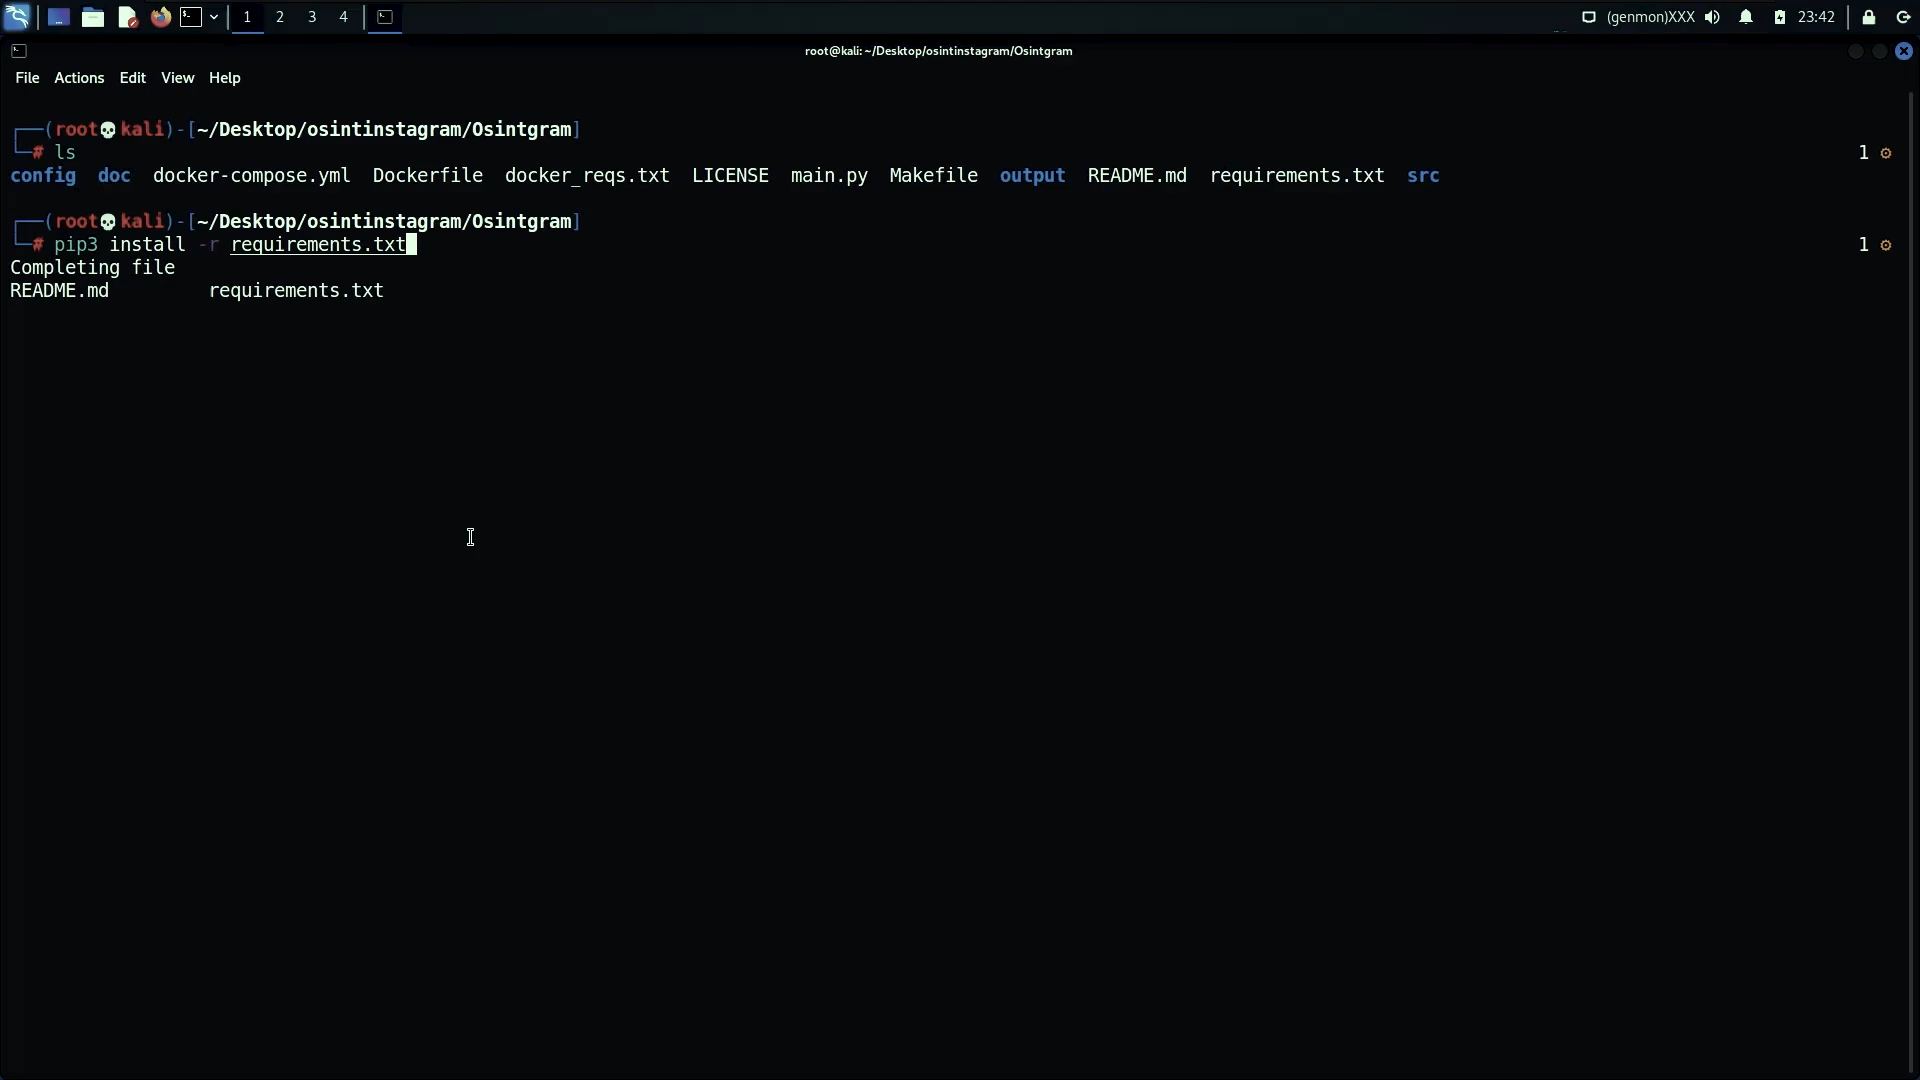 1 2 3 4 (genmon)XXX 23:42
root@kali: ~/Desktop/osintinstagram/Osintgram
File Actions Edit View Help
(root💀kali)-[~/Desktop/osintinstagram/Osintgram]
# ls 1 ⚙
config doc docker-compose.yml Dockerfile docker_reqs.txt LICENSE main.py Makefile output README.md requirements.txt src
(root💀kali)-[~/Desktop/osintinstagram/Osintgram]
# pip3 install -r requirements.txt 1 ⚙
Completing file
README.md requirements.txt